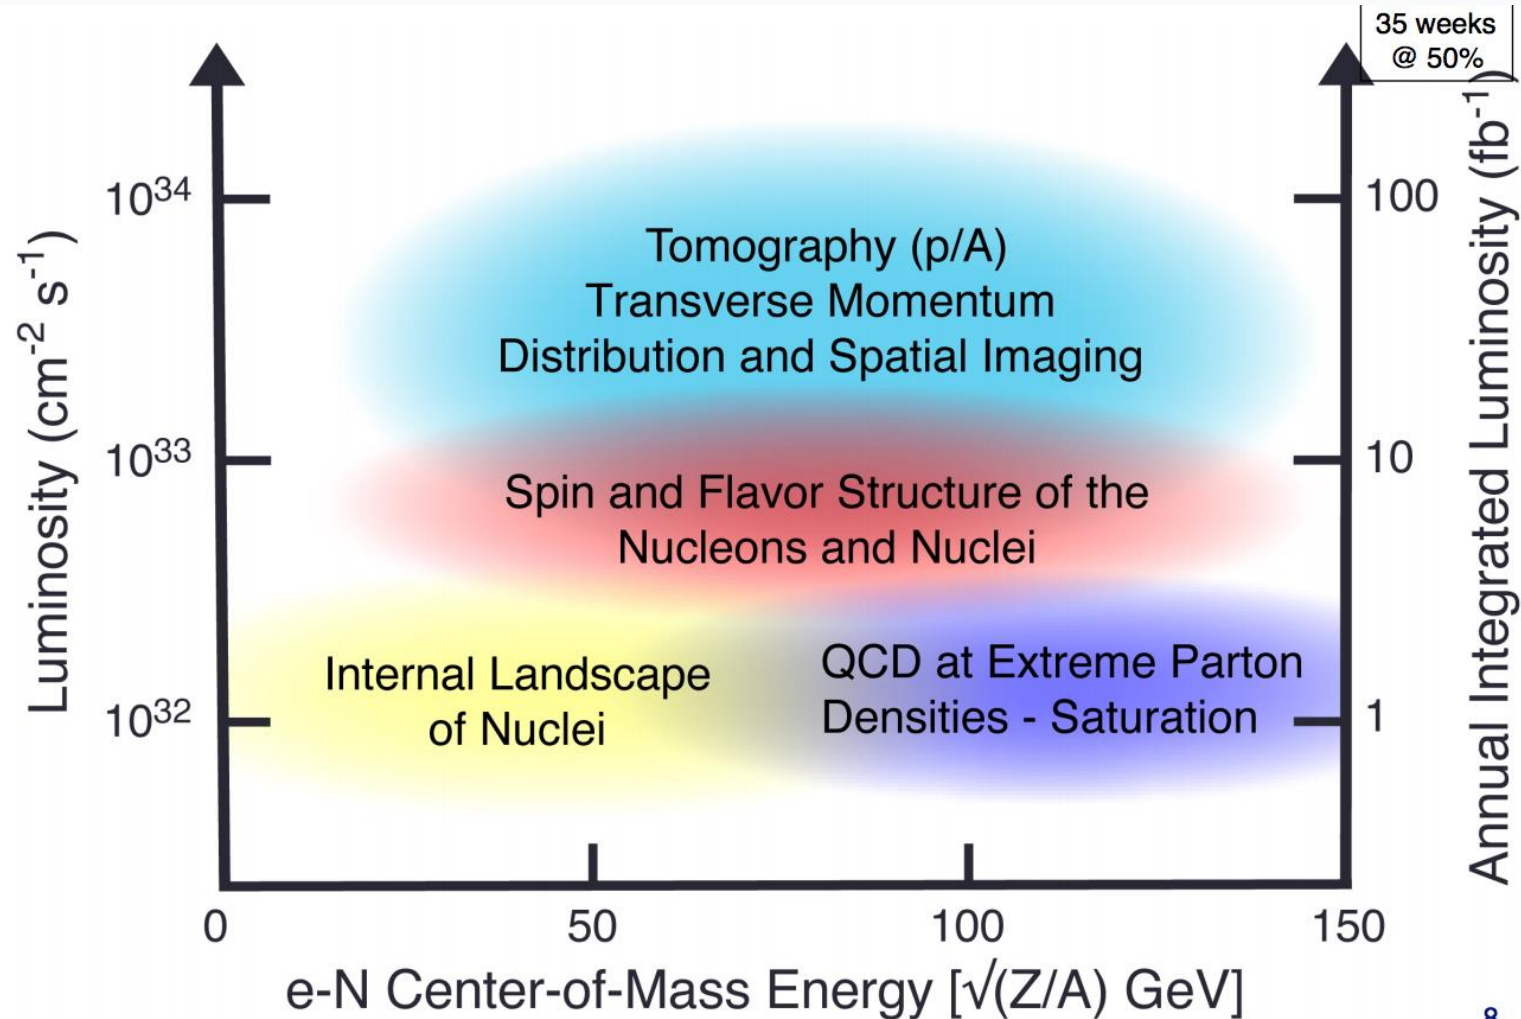 35 weeks
@ 50%
Luminosity (cm-2 s-1)
1034
1033
1032
Tomography (p/A)
Transverse Momentum
Distribution and Spatial Imaging
Spin and Flavor Structure of the
Nucleons and Nuclei
Internal Landscape
of Nuclei
QCD at Extreme Parton
Densities - Saturation
100
10
1
Annual Integrated Luminosity (fb-1)
0 50 100 150
e-N Center-of-Mass Energy [√(Z/A) GeV]